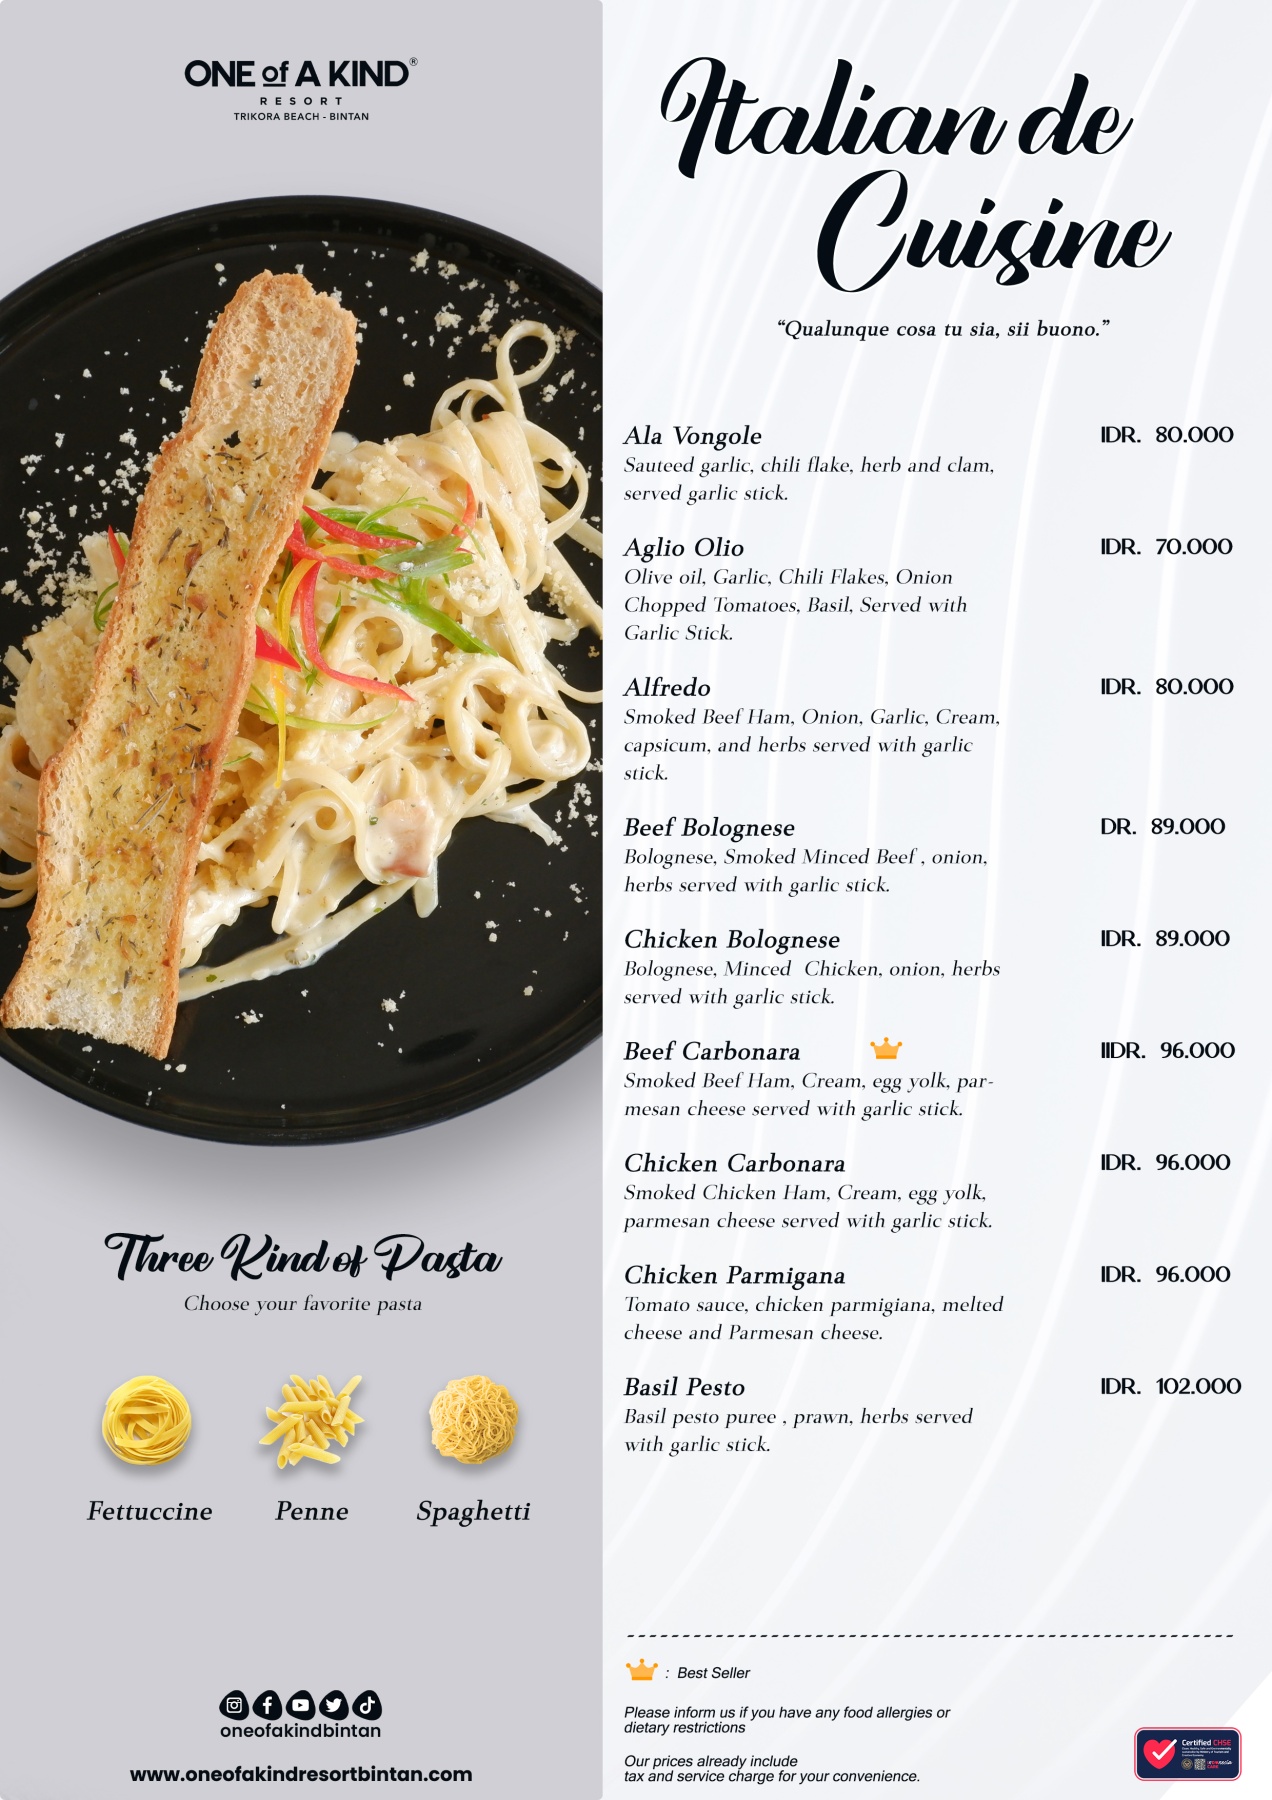 ONE of A KIND®
RESORT
TRIKORA BEACH - BINTAN
Three Kind of Pasta
Choose your favorite pasta
Fettuccine
Penne
Spaghetti
oneofakindbintan
www.oneofakindresortbintan.com
Italian de
Cuisine
“Qualunque cosa tu sia, sii buono.”
Ala Vongole IDR. 80.000
Sauteed garlic, chili flake, herb and clam,
served garlic stick.
Aglio Olio IDR. 70.000
Olive oil, Garlic, Chili Flakes, Onion
Chopped Tomatoes, Basil, Served with
Garlic Stick.
Alfredo IDR. 80.000
Smoked Beef Ham, Onion, Garlic, Cream,
capsicum, and herbs served with garlic
stick.
Beef Bolognese DR. 89.000
Bolognese, Smoked Minced Beef , onion,
herbs served with garlic stick.
Chicken Bolognese IDR. 89.000
Bolognese, Minced  Chicken, onion, herbs
served with garlic stick.
Beef Carbonara IIDR. 96.000
Smoked Beef Ham, Cream, egg yolk, par-
mesan cheese served with garlic stick.
Chicken Carbonara IDR. 96.000
Smoked Chicken Ham, Cream, egg yolk,
parmesan cheese served with garlic stick.
Chicken Parmigana IDR. 96.000
Tomato sauce, chicken parmigiana, melted
cheese and Parmesan cheese.
Basil Pesto IDR. 102.000
Basil pesto puree , prawn, herbs served
with garlic stick.
: Best Seller
Please inform us if you have any food allergies or
dietary restrictions
Our prices already include
tax and service charge for your convenience.
Certified CHSE